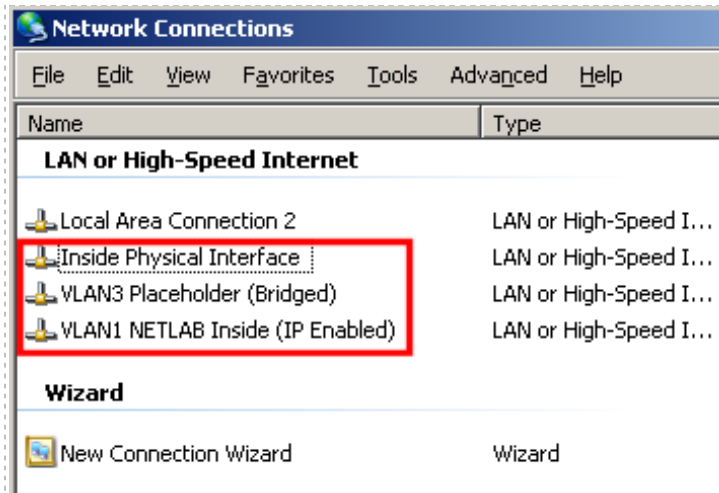 Network Connections
File Edit View Favorites Tools Advanced Help
Name Type
LAN or High-Speed Internet
Local Area Connection 2 LAN or High-Speed I...
Inside Physical Interface LAN or High-Speed I...
VLAN3 Placeholder (Bridged) LAN or High-Speed I...
VLAN1 NETLAB Inside (IP Enabled) LAN or High-Speed I...
Wizard
New Connection Wizard Wizard